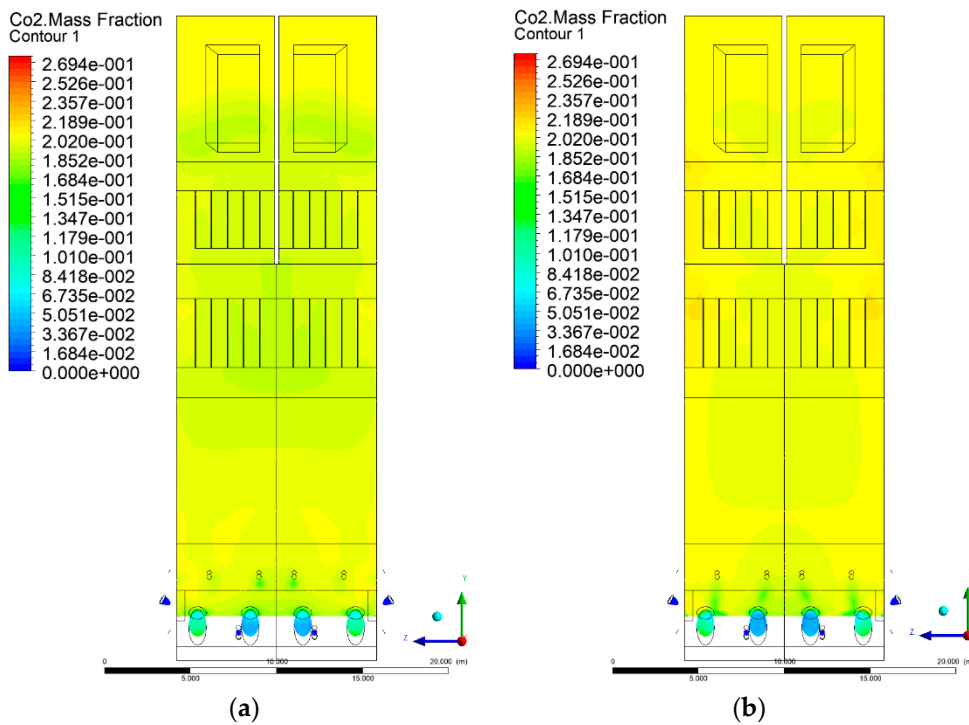 Co2.Mass Fraction
Contour 1
2.694e-001
2.526e-001
2.357e-001
2.189e-001
2.020e-001
1.852e-001
1.684e-001
1.515e-001
1.347e-001
1.179e-001
1.010e-001
8.418e-002
6.735e-002
5.051e-002
3.367e-002
1.684e-002
0.000e+000
Y
Z
0
10.000
20.000 (m)
5.000
15.000
(a)
Co2.Mass Fraction
Contour 1
2.694e-001
2.526e-001
2.357e-001
2.189e-001
2.020e-001
1.852e-001
1.684e-001
1.515e-001
1.347e-001
1.179e-001
1.010e-001
8.418e-002
6.735e-002
5.051e-002
3.367e-002
1.684e-002
0.000e+000
Z
0
10.000
20.000 (m
5.000
15.000
(b)